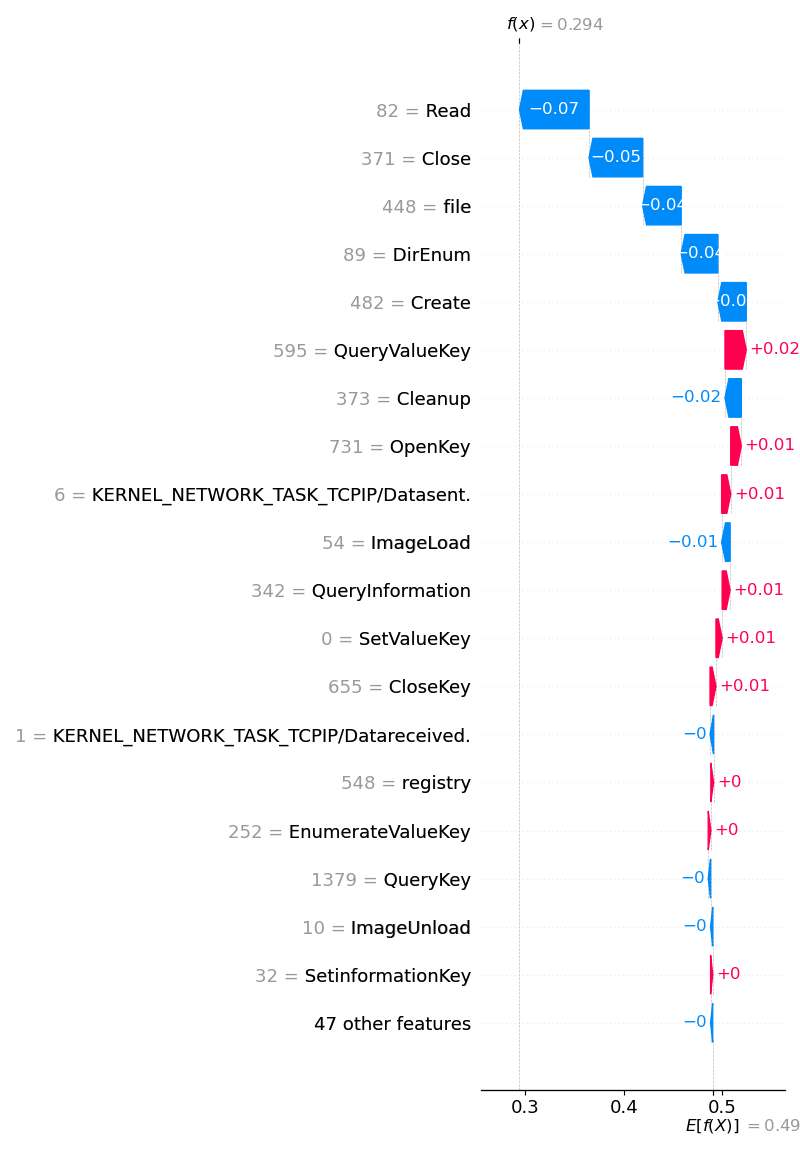 f(x) = 0.294
82 = Read −0.07
371 = Close −0.05
448 = file −0.04
89 = DirEnum −0.04
482 = Create
595 = QueryValueKey +0.02
373 = Cleanup −0.02
731 = OpenKey +0.01
6 = KERNEL_NETWORK_TASK_TCPIP/Datasent. +0.01
54 = ImageLoad −0.01
342 = QueryInformation +0.01
0 = SetValueKey +0.01
655 = CloseKey +0.01
1 = KERNEL_NETWORK_TASK_TCPIP/Datareceived. −0
548 = registry +0
252 = EnumerateValueKey +0
1379 = QueryKey −0
10 = ImageUnload −0
32 = SetinformationKey +0
47 other features −0
0.3 0.4 0.5
E[f(X)] = 0.49